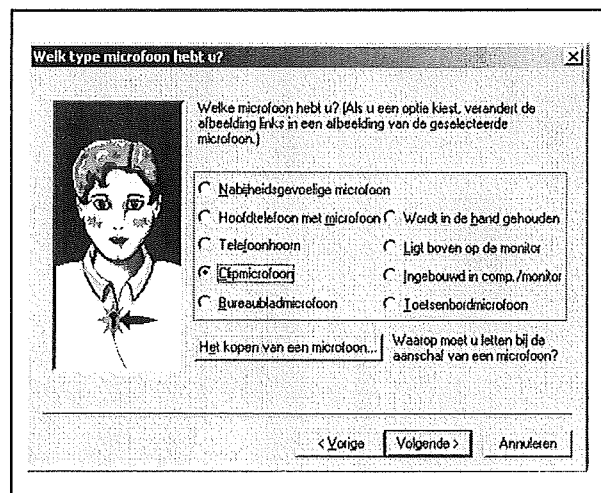 Welk type microfoon hebt u?
Welke microfoon hebt u? (Als u een optie kiest, verandert de
afbeelding links in een afbeelding van de geselecteerde
microfoon.)
Nabijheidsgevoelige microfoon
Hoofdtelefoon met microfoon
Wordt in de hand gehouden
Telefoonhoorn
Ligt boven op de monitor
Clipmicrofoon
Ingebouwd in comp./monitor
Bureaubladmicrofoon
Toetsenbordmicrofoon
Het kopen van een microfoon...
Waarop moet u letten bij de
aanschaf van een microfoon?
< Vorige
Volgende >
Annuleren